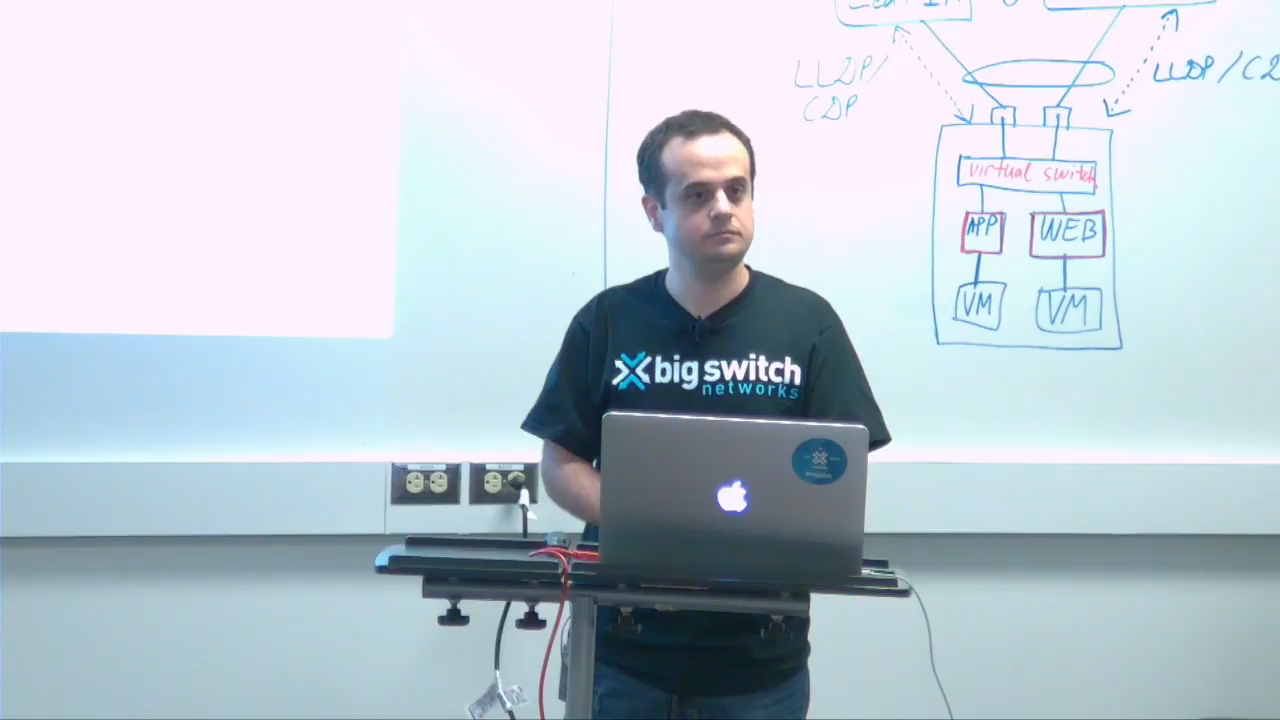 LLDP/
CDP
LLDP/C
virtual switch
APP
WEB
VM
VM
big switch
networks